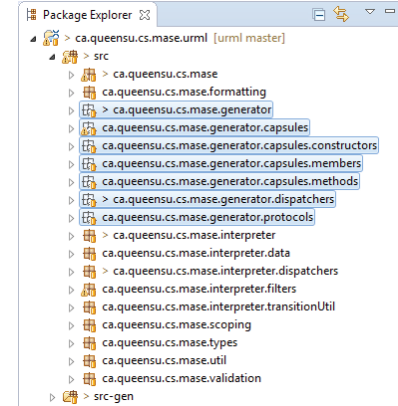 Package Explorer
> ca.queensu.cs.mase.urml [urml master]
> src
> ca.queensu.cs.mase
ca.queensu.cs.mase.formatting
> ca.queensu.cs.mase.generator
ca.queensu.cs.mase.generator.capsules
ca.queensu.cs.mase.generator.capsules.constructors
ca.queensu.cs.mase.generator.capsules.members
ca.queensu.cs.mase.generator.capsules.methods
> ca.queensu.cs.mase.generator.dispatchers
ca.queensu.cs.mase.generator.protocols
> ca.queensu.cs.mase.interpreter
ca.queensu.cs.mase.interpreter.data
> ca.queensu.cs.mase.interpreter.dispatchers
ca.queensu.cs.mase.interpreter.filters
ca.queensu.cs.mase.interpreter.transitionUtil
ca.queensu.cs.mase.scoping
ca.queensu.cs.mase.types
ca.queensu.cs.mase.util
ca.queensu.cs.mase.validation
> src-gen